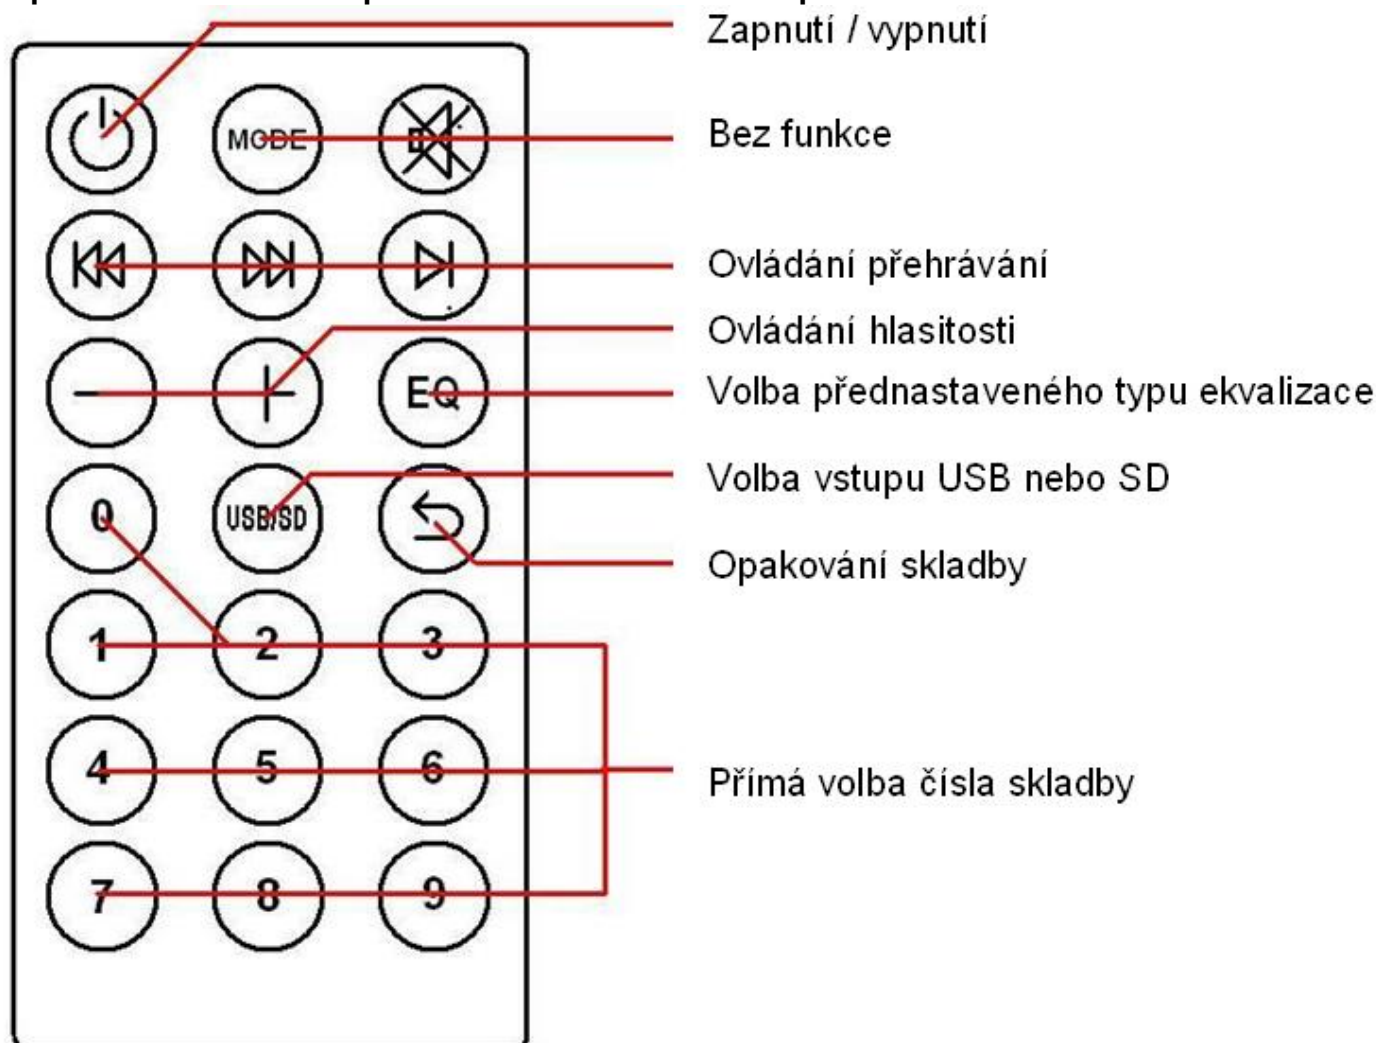 Zapnutí / vypnutí
MODE
Bez funkce
Ovládání přehrávání
Ovládání hlasitosti
EQ
Volba přednastaveného typu ekvalizace
Volba vstupu USB nebo SD
0 USB/SD
Opakování skladby
1 2 3
4 5 6
Přímá volba čísla skladby
7 8 9